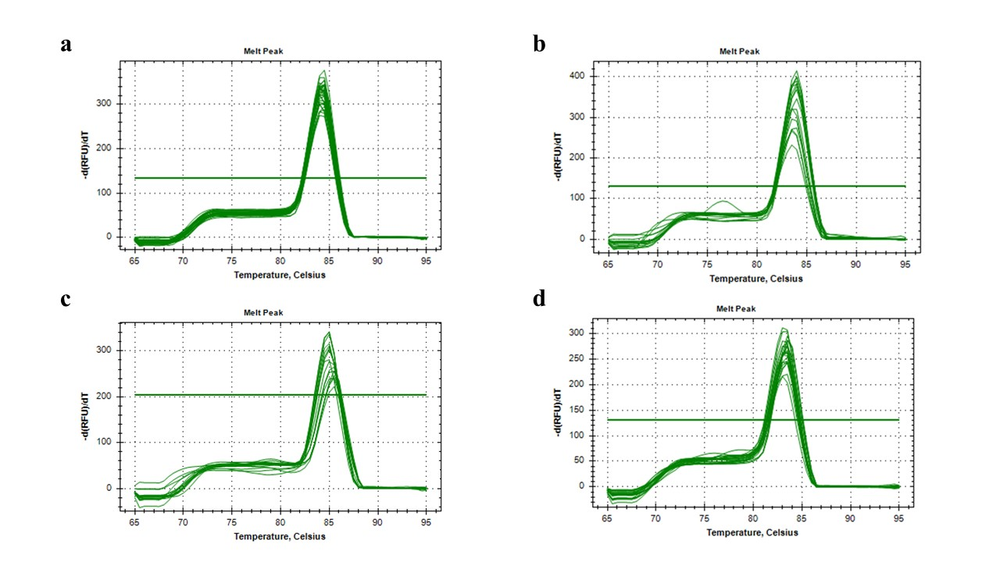 a
Melt Peak
300
200
100
0
-d(RFU)/dT
65 70 75 80 85 90 95
Temperature, Celsius
b
Melt Peak
400
300
200
100
0
-d(RFU)/dT
65 70 75 80 85 90 95
Temperature, Celsius
c
Melt Peak
300
200
100
0
-d(RFU)/dT
65 70 75 80 85 90 95
Temperature, Celsius
d
Melt Peak
300
250
200
150
100
50
0
-d(RFU)/dT
65 70 75 80 85 90 95
Temperature, Celsius